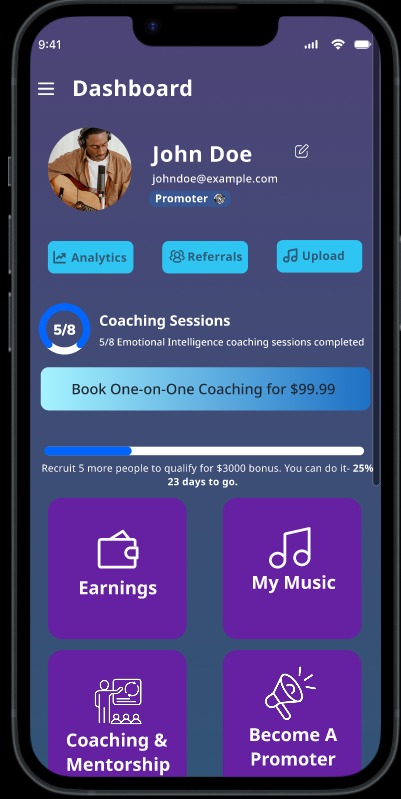 9:41
Dashboard
John Doe
johndoe@example.com
Promoter
Analytics
Referrals
Upload
5/8
Coaching Sessions
5/8 Emotional Intelligence coaching sessions completed
Book One-on-One Coaching for $99.99
Recruit 5 more people to qualify for $3000 bonus. You can do it- 25%
23 days to go.
Earnings
My Music
Coaching &
Mentorship
Become A
Promoter